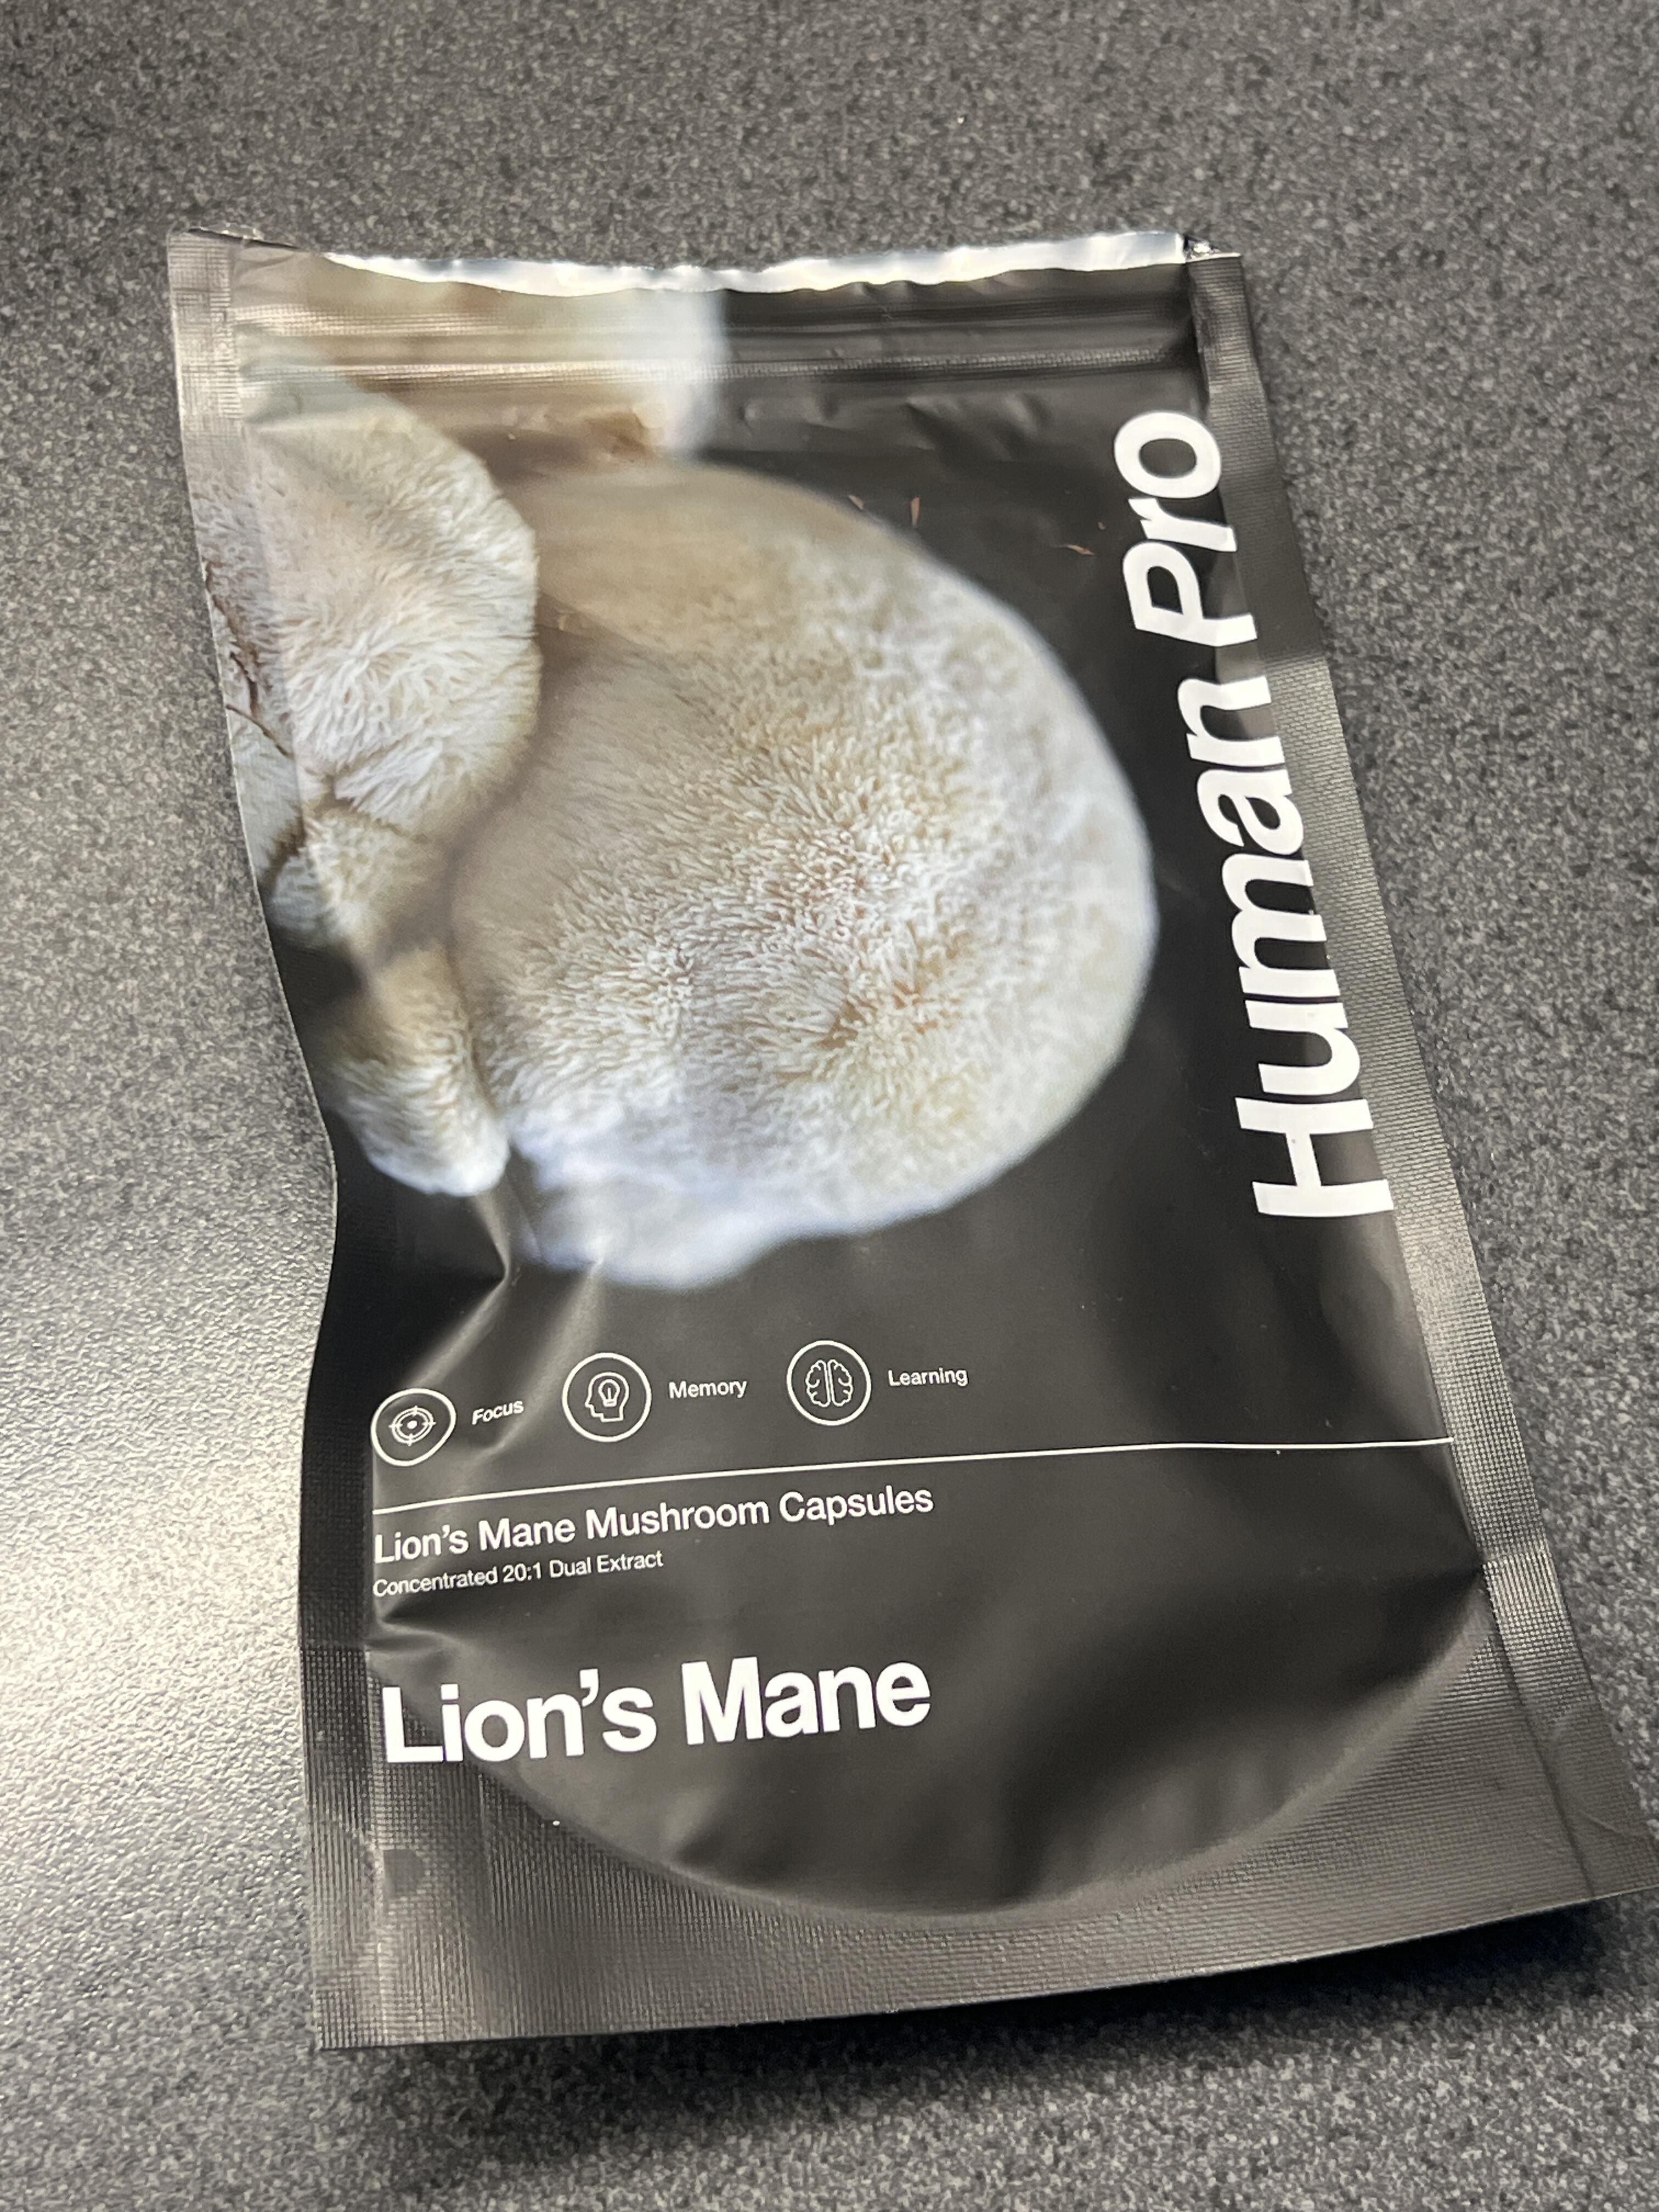 Human Pro
Focus
Memory
Learning
Lion's Mane Mushroom Capsules
Concentrated 20:1 Dual Extract
Lion's Mane